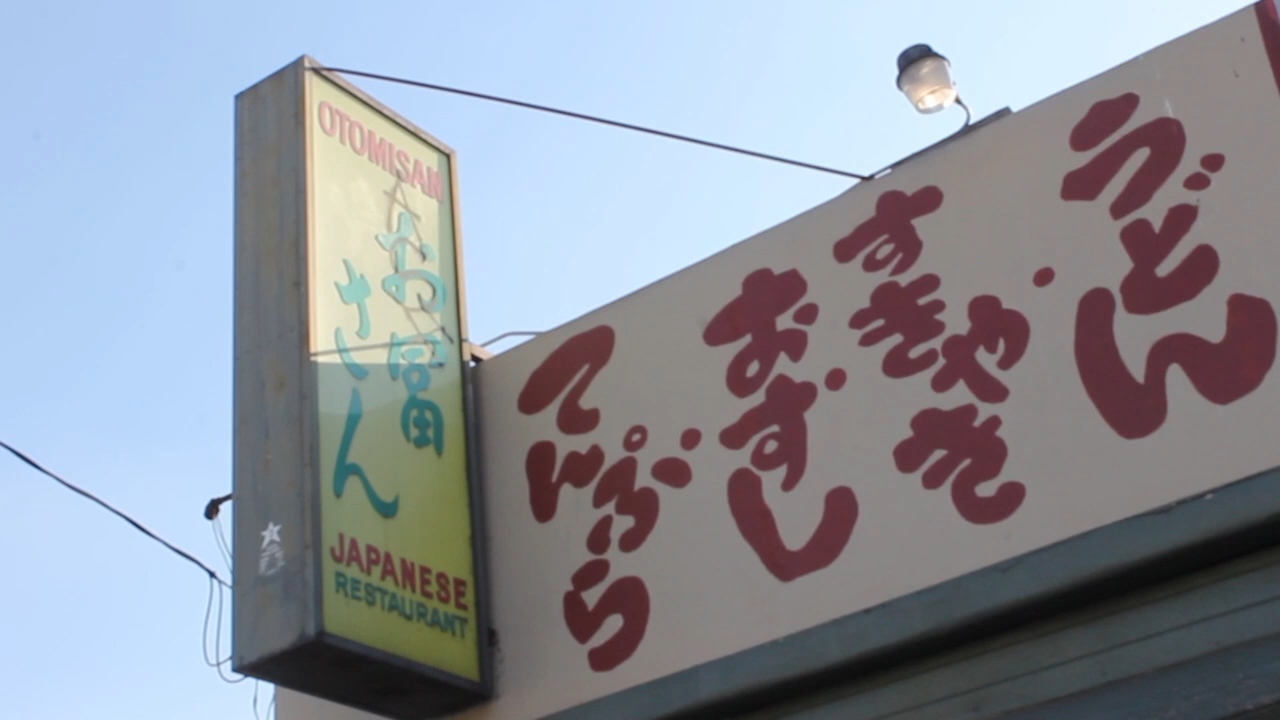 OTOMISAN
お富
さん
JAPANESE
RESTAURANT
てんぷら・
おすし・
すきやき・
うどん